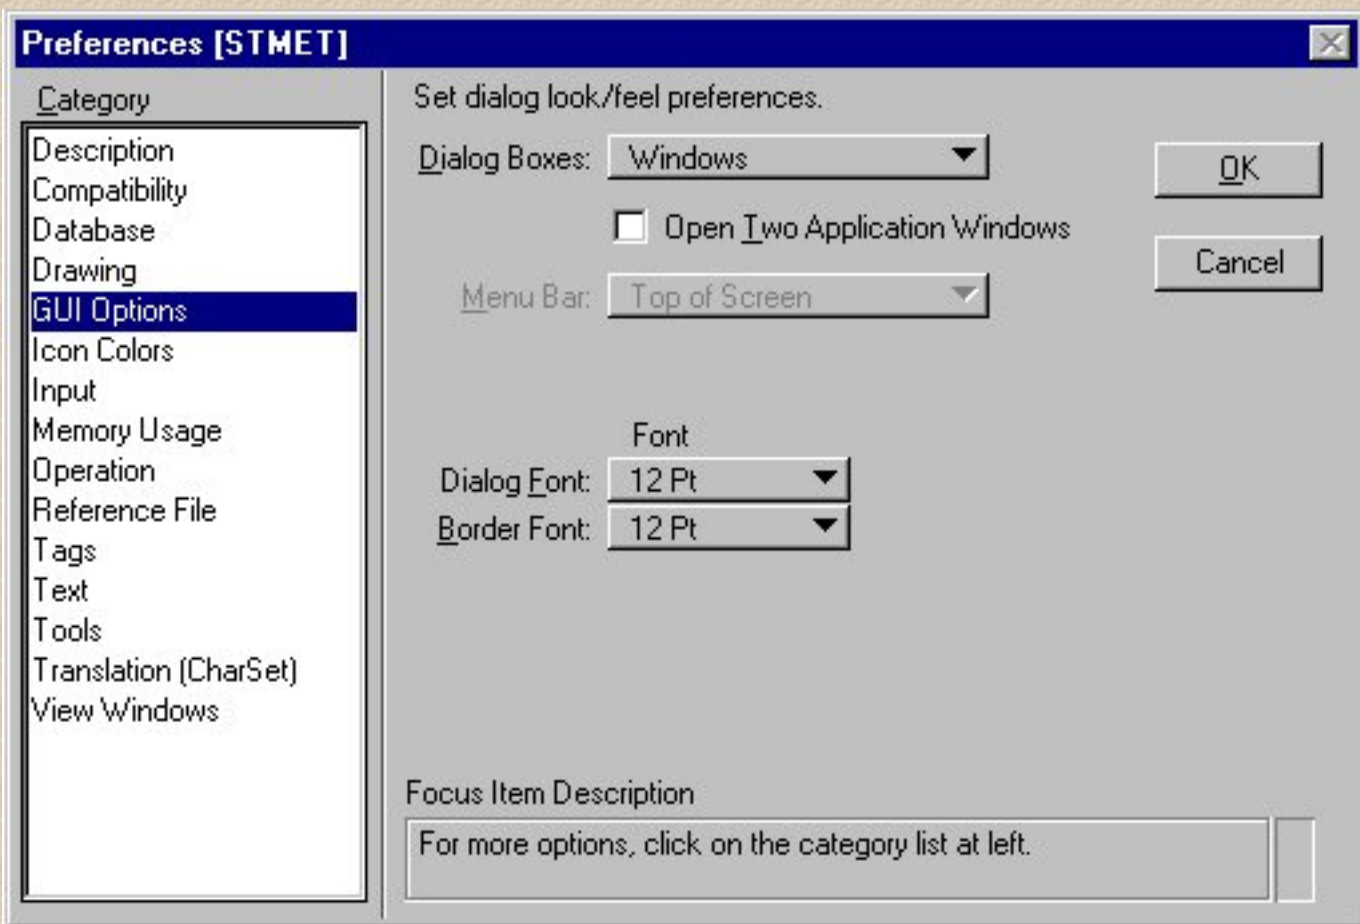 Preferences [STMET]
Category
Description
Compatibility
Database
Drawing
GUI Options
Icon Colors
Input
Memory Usage
Operation
Reference File
Tags
Text
Tools
Translation (CharSet)
View Windows
Set dialog look/feel preferences.
Dialog Boxes: Windows
Open Two Application Windows
Menu Bar: Top of Screen
OK
Cancel
Font
Dialog Font: 12 Pt
Border Font: 12 Pt
Focus Item Description
For more options, click on the category list at left.